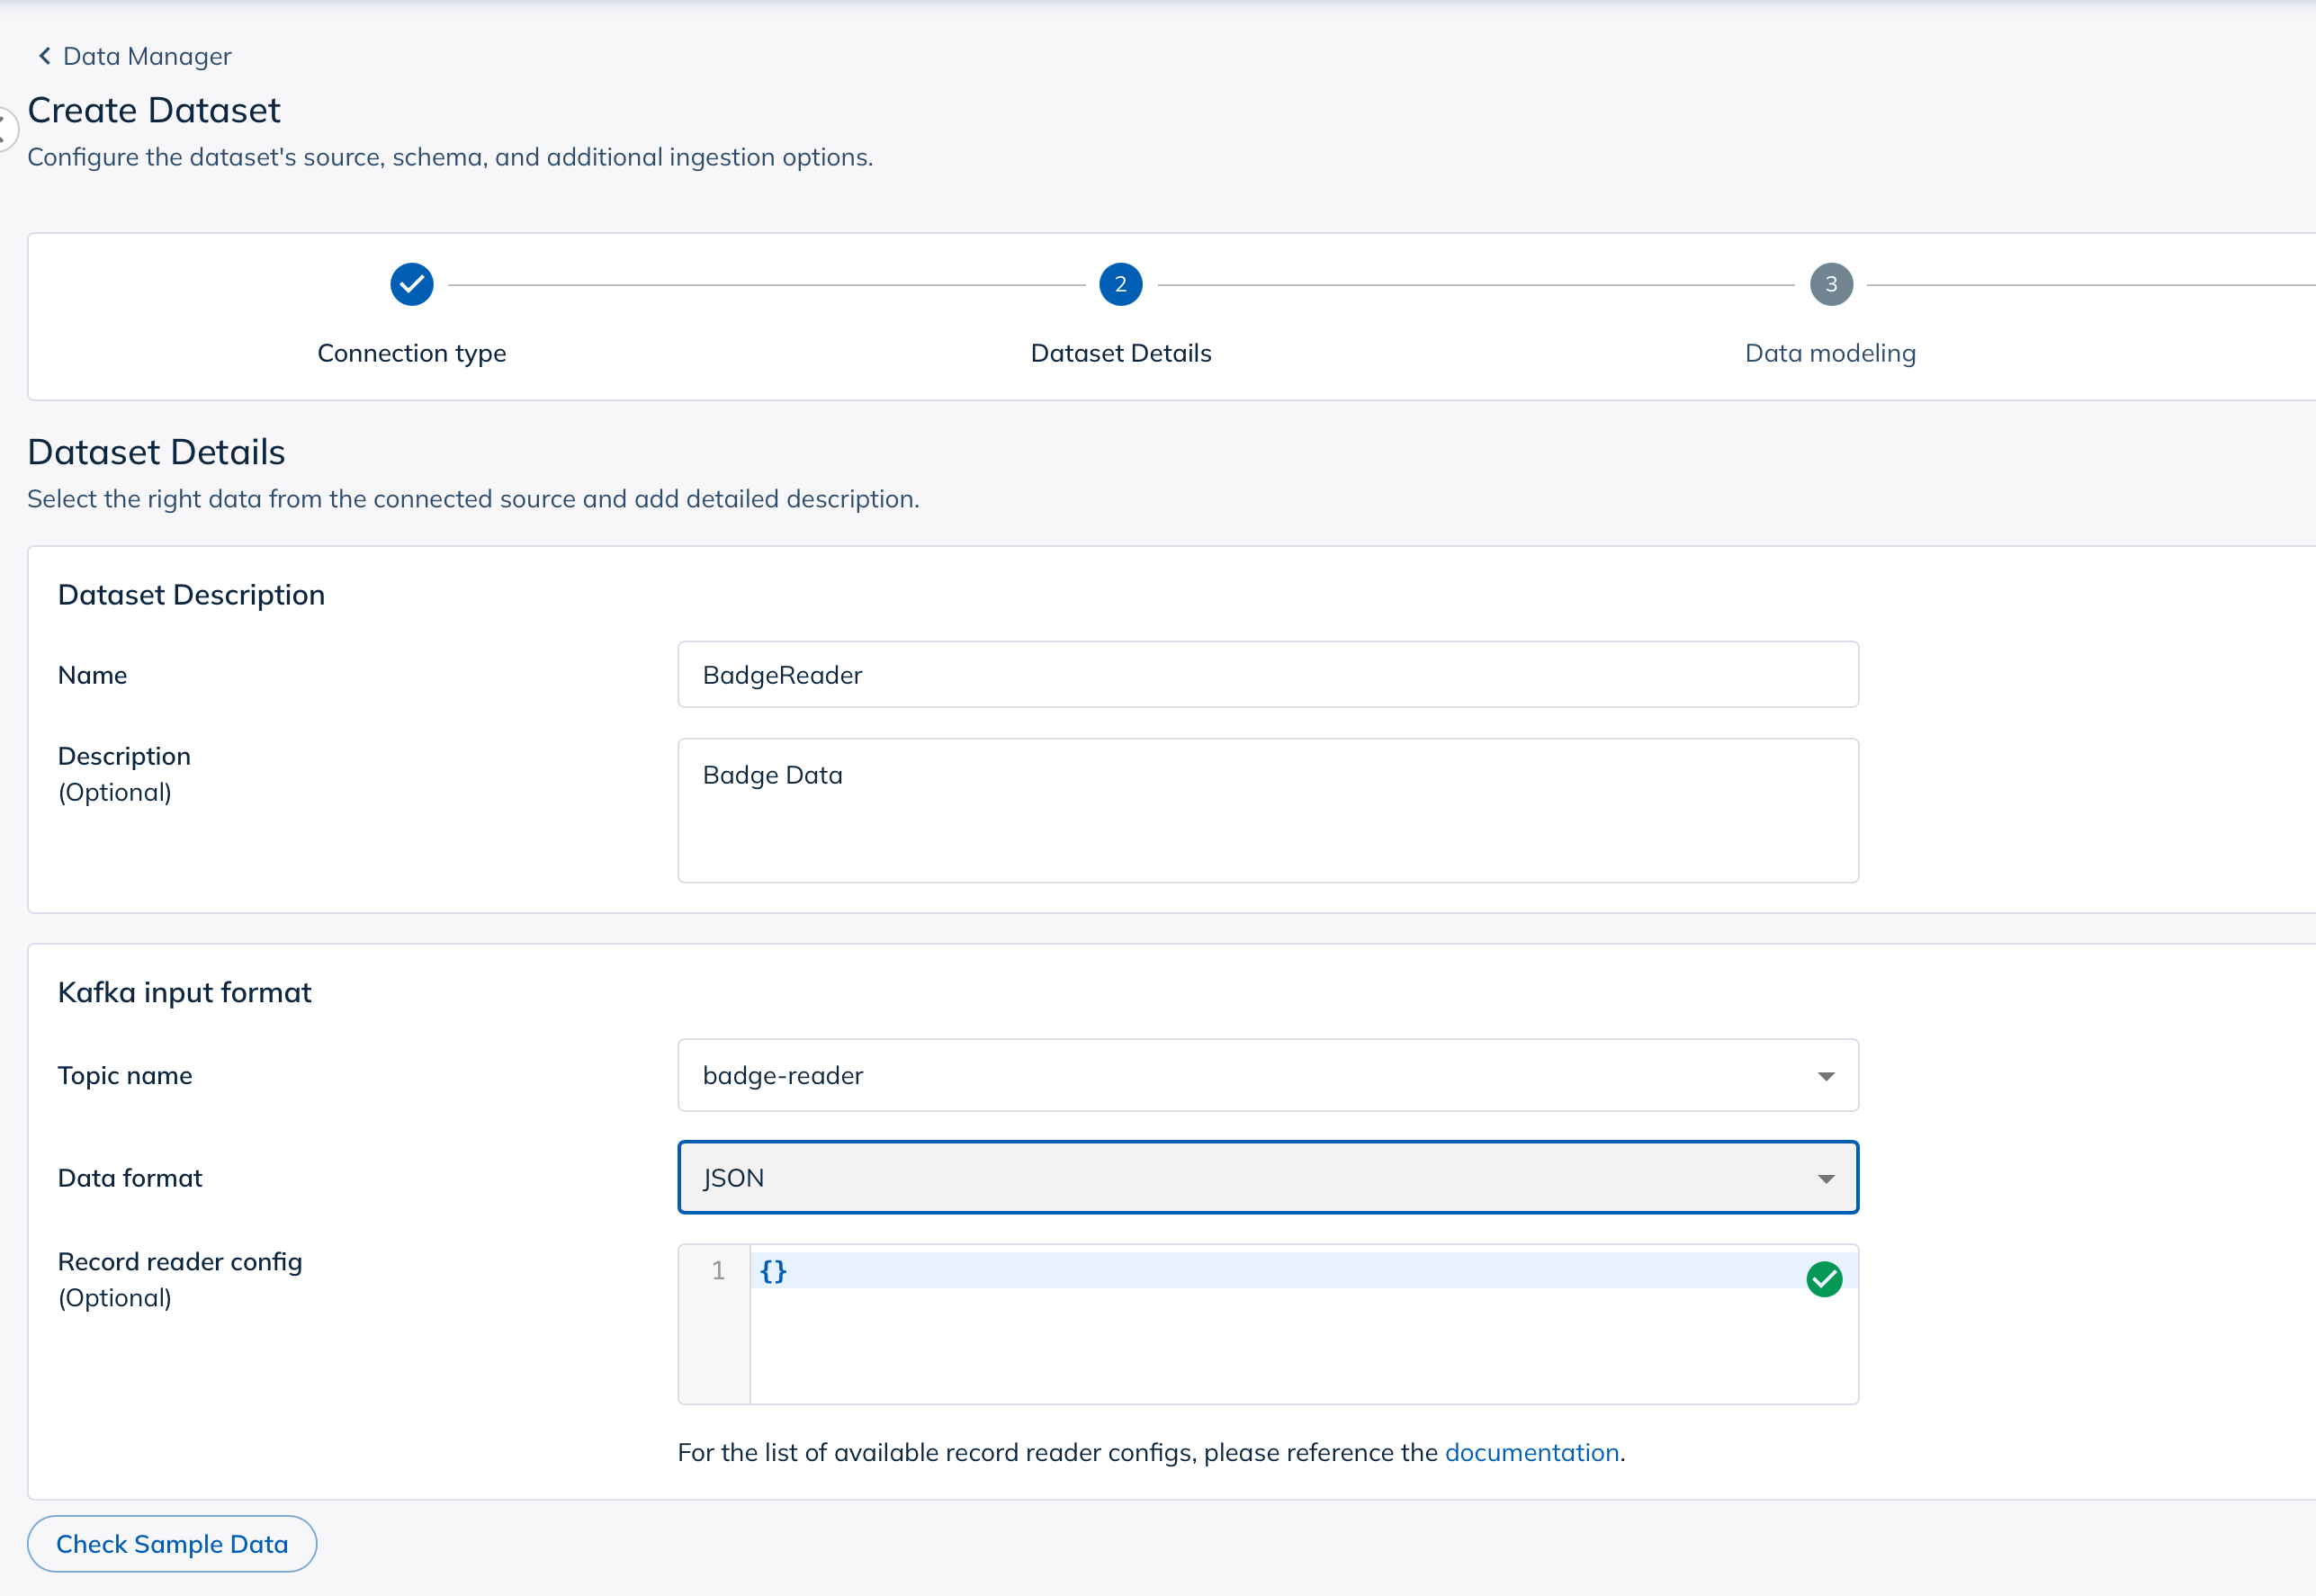 Data Manager
Create Dataset
Configure the dataset's source, schema, and additional ingestion options.
2
3
Connection type
Dataset Details
Data modeling
Dataset Details
Select the right data from the connected source and add detailed description.
Dataset Description
Name
BadgeReader
Description
(Optional)
Badge Data
Kafka input format
Topic name
badge-reader
Data format
JSON
Record reader config
(Optional)
1
{}
For the list of available record reader configs, please reference the documentation.
Check Sample Data